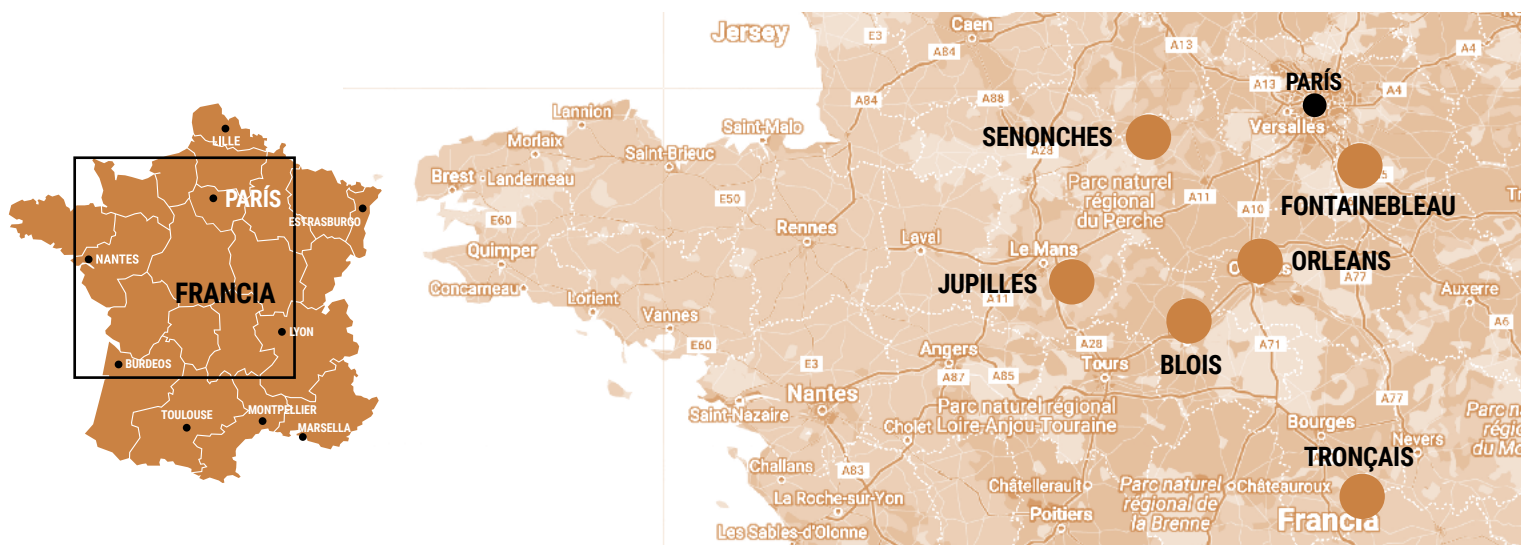 LILLE
PARÍS
ESTRASBURGO
NANTES
FRANCIA
LYON
BURDEOS
TOULOUSE
MONTPELLIER
MARSELLA
Jersey
E3
Caen
A84
A13
A4
A13
PARÍS
A4
A84
A88
Versalles
Lannion
Saint-Malo
Morlaix
Saint-Brieuc
SENONCHES
A28
Brest
Landerneau
Parc naturel
régional
du Perche
E50
A11
A10
FONTAINEBLEAU
E60
Rennes
Quimper
Laval
Le Mans
ORLEANS
A77
Concarneau
Lorient
JUPILLES
A11
Auxerre
Vannes
A6
E60
Angers
A28
A71
E3
Tours
BLOIS
A87
A85
Nantes
A77
Saint-Nazaire
Parc naturel régional
Loire-Anjou-Touraine
Cholet
Bourges
Nevers
Challans
A83
TRONÇAIS
La Roche-sur-Yon
Châtellerault
Parc naturel
régional de
la Brenne
Châteauroux
Poitiers
Francia
Les Sables-d'Olonne